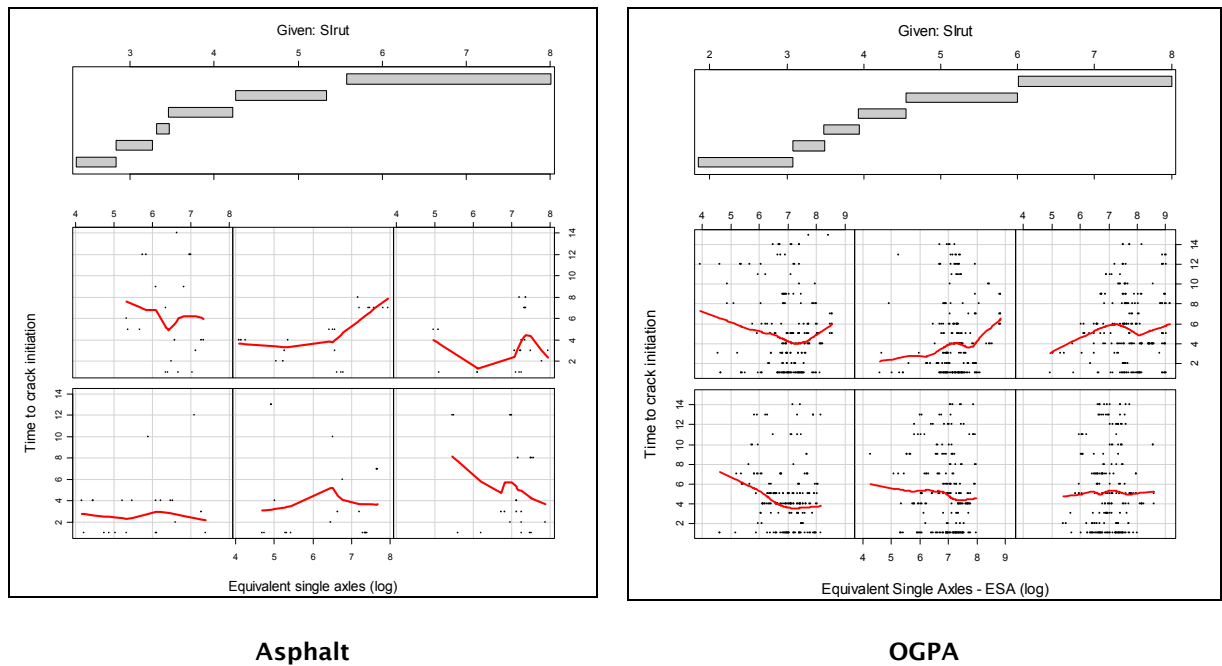 Given: SIrut
3 4 5 6 7 8
4 5 6 7 8
4 5 6 7 8
2 4 6 8 10 12 14
2 4 6 8 10 12 14
4 5 6 7 8
Time to crack initiation
Equivalent single axles (log)
Asphalt
Given: SIrut
2 3 4 5 6 7 8
4 5 6 7 8 9
4 5 6 7 8 9
2 4 6 8 10 12 14
2 4 6 8 10 12 14
4 5 6 7 8 9
Time to crack initiation
Equivalent Single Axles - ESA (log)
OGPA